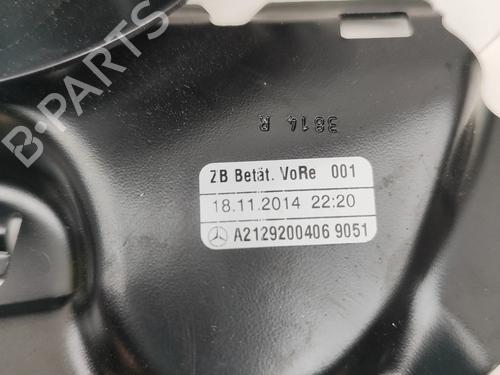 3814 R
ZB Betät. VoRe 001
18.11.2014 22:20
A2129200406 9051
B-PARTS